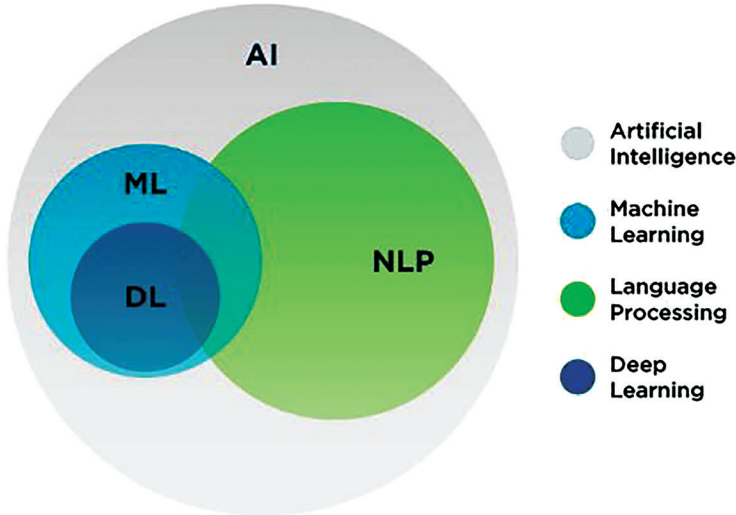 AI
ML
DL
NLP
Artificial
Intelligence
Machine
Learning
Language
Processing
Deep
Learning